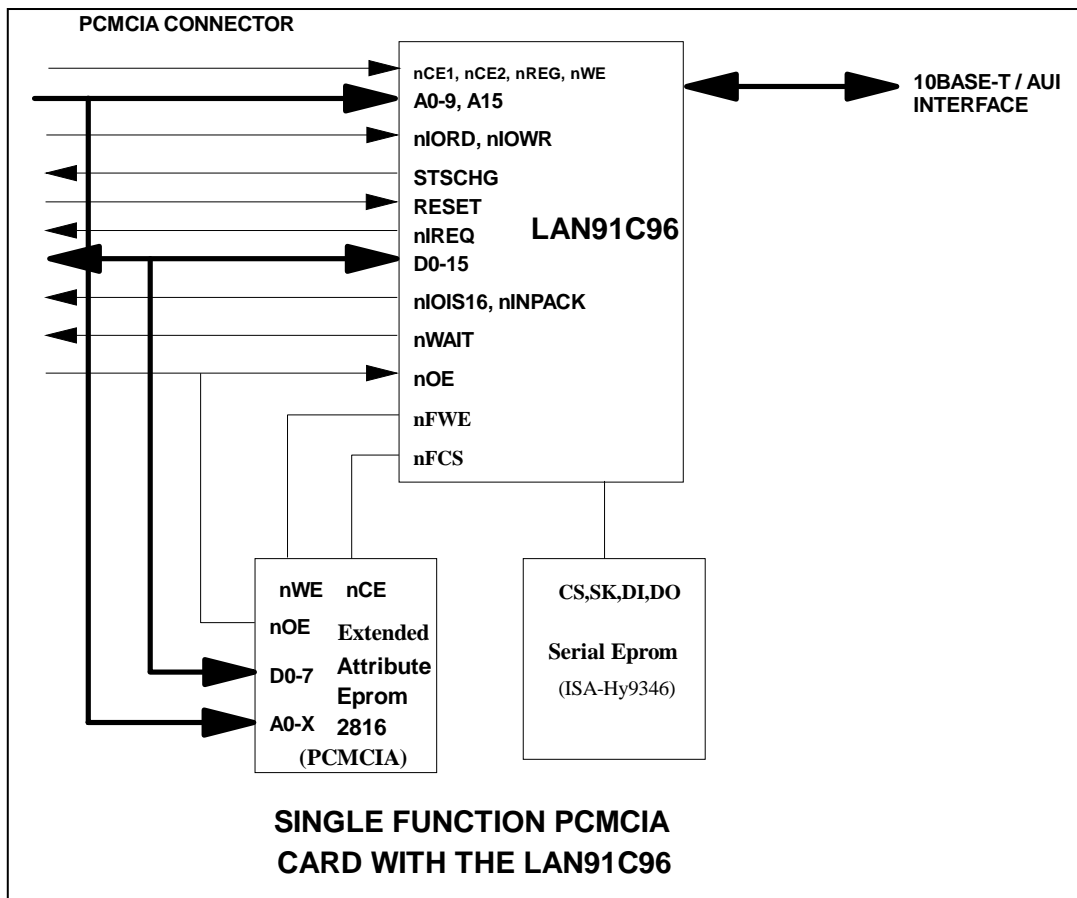 PCMCIA CONNECTOR
nCE1, nCE2, nREG, nWE
A0-9, A15
nIORD, nIOWR
STSCHG
RESET
nIREQ
D0-15
nIOIS16, nINPACK
nWAIT
nOE
nFWE
nFCS
LAN91C96
10BASE-T / AUI
INTERFACE
nWE nCE
nOE Extended
D0-7 Attribute
Eprom
A0-X 2816
(PCMCIA)
CS,SK,DI,DO
Serial Eprom
(ISA-Hy9346)
SINGLE FUNCTION PCMCIA
CARD WITH THE LAN91C96